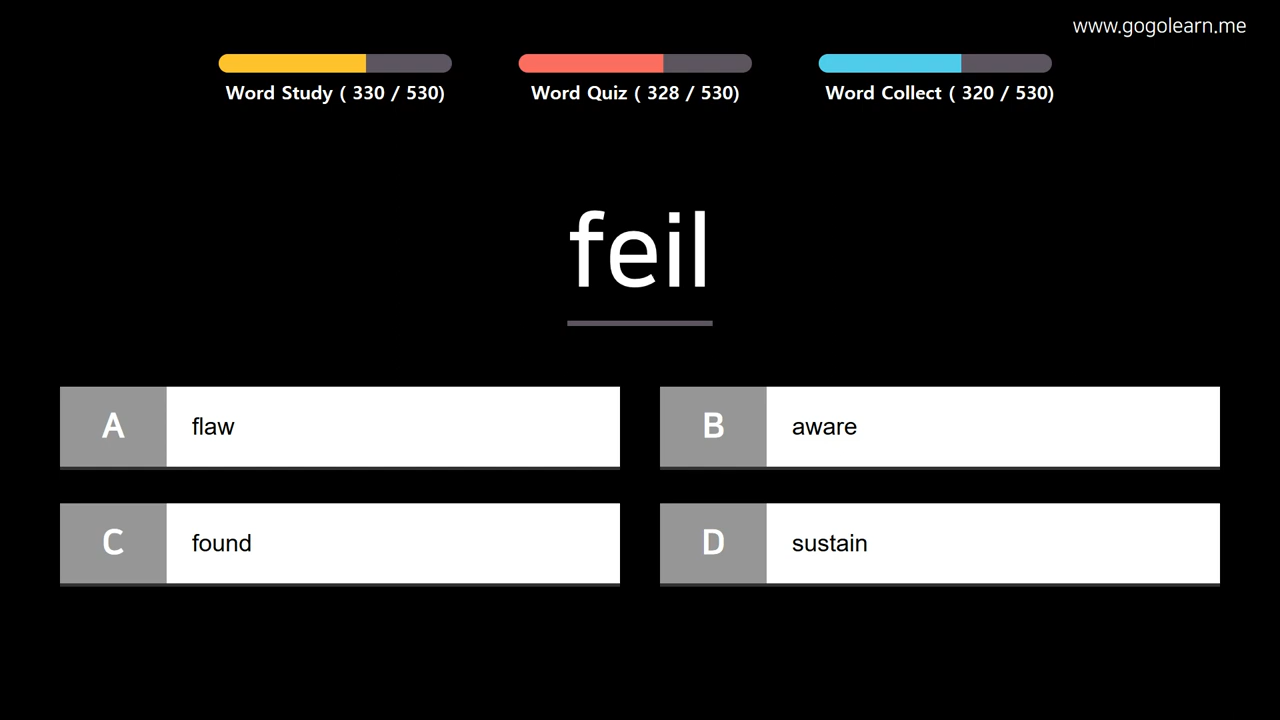 www.gogolearn.me
Word Study ( 330 / 530)
Word Quiz ( 328 / 530)
Word Collect ( 320 / 530)
feil
A flaw
B aware
C found
D sustain